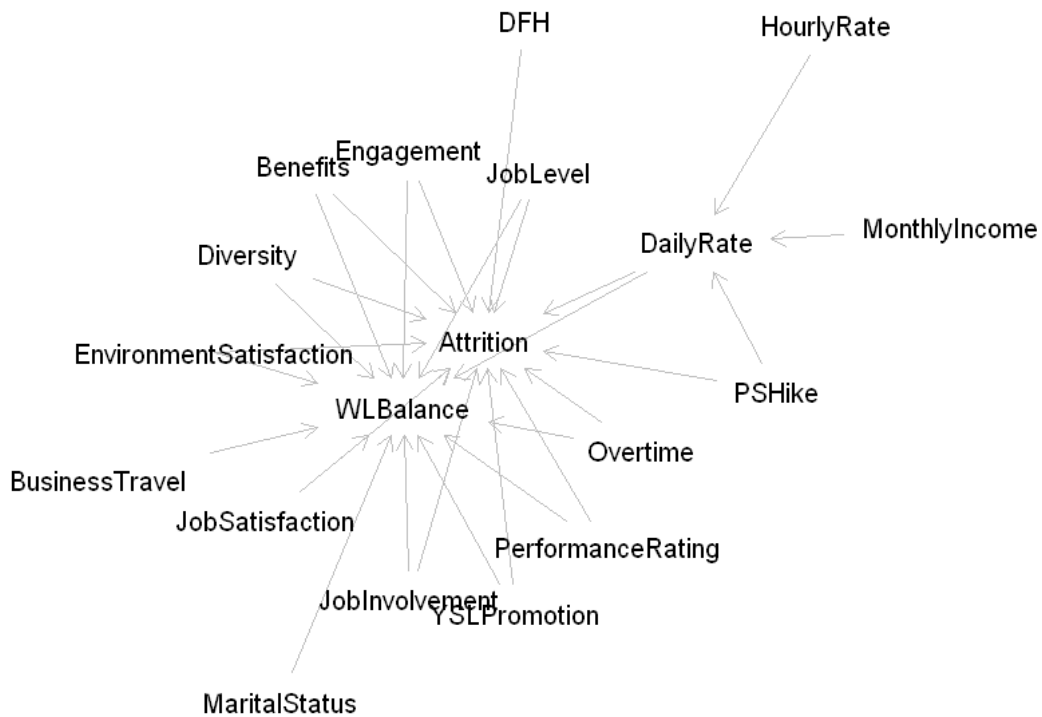 DFH
HourlyRate
Engagement
Benefits
JobLevel
MonthlyIncome
DailyRate
Diversity
Attrition
EnvironmentSatisfaction
PSHike
WLBalance
Overtime
BusinessTravel
JobSatisfaction
PerformanceRating
JobInvolvement
YSLPromotion
MaritalStatus